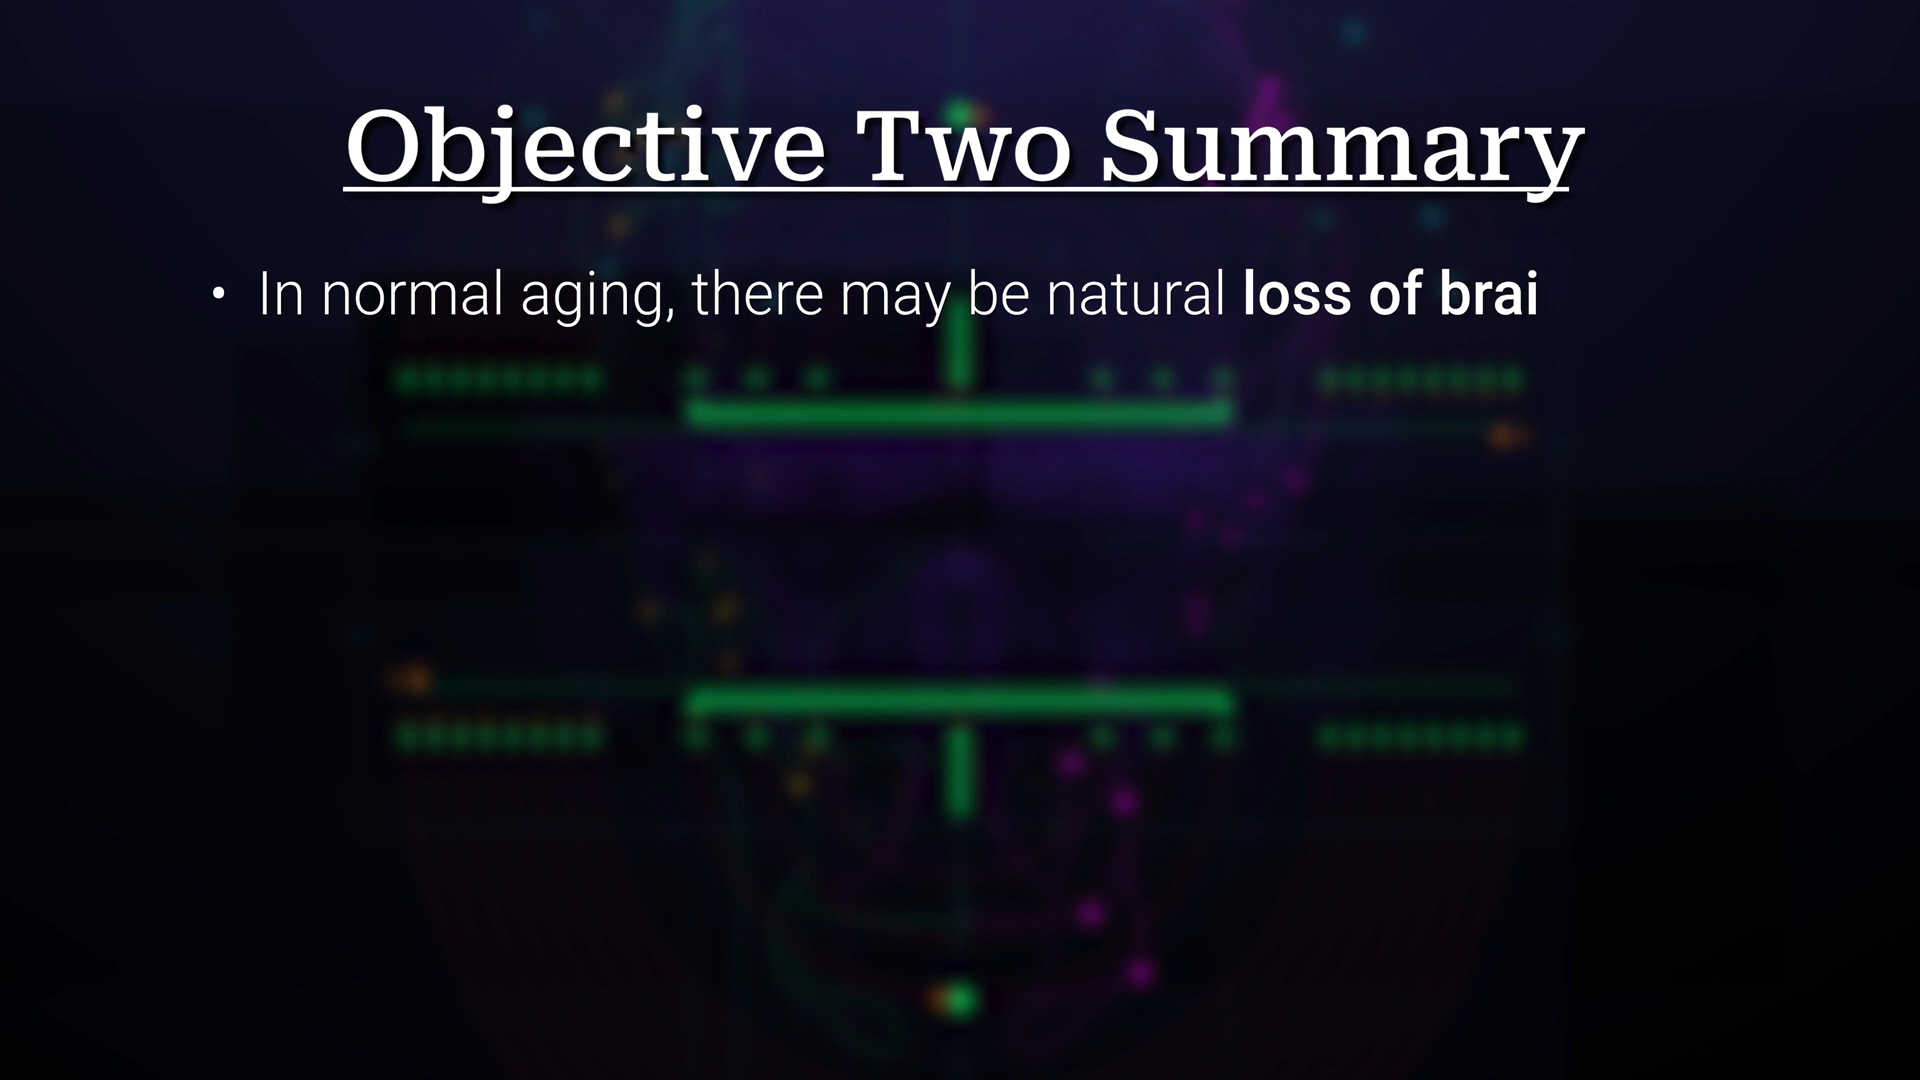 Objective Two Summary
• In normal aging, there may be natural loss of brai